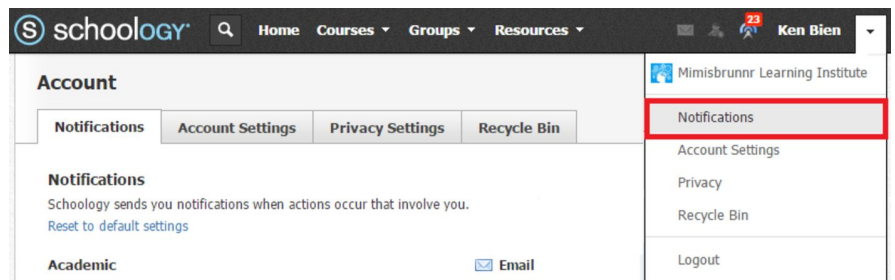 S schoology Home Courses Groups Resources 23 Ken Bien
Account
Notifications Account Settings Privacy Settings Recycle Bin
Notifications
Schoology sends you notifications when actions occur that involve you.
Reset to default settings
Academic Email
Mimisbrunnr Learning Institute
Notifications
Account Settings
Privacy
Recycle Bin
Logout